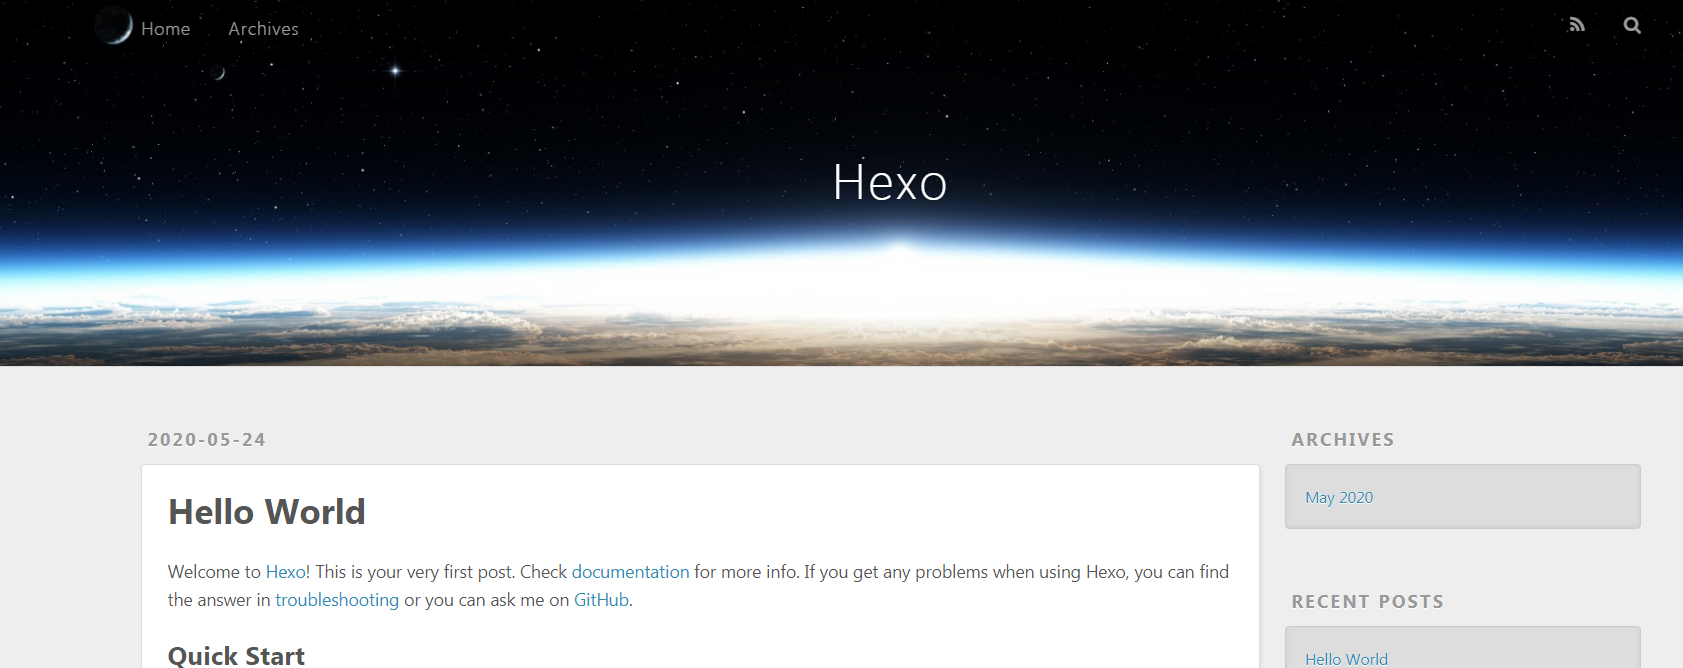 Home Archives
Hexo
2020-05-24
Hello World
Welcome to Hexo! This is your very first post. Check documentation for more info. If you get any problems when using Hexo, you can find
the answer in troubleshooting or you can ask me on GitHub.
Quick Start
ARCHIVES
May 2020
RECENT POSTS
Hello World